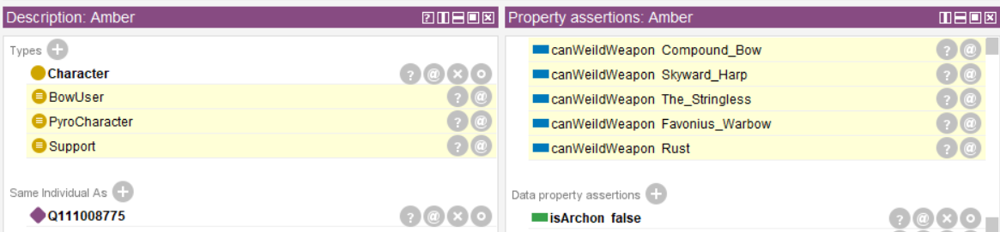 Description: Amber
Types
Character
BowUser
PyroCharacter
Support
Same Individual As
Q111008775
Property assertions: Amber
canWeildWeapon Compound_Bow
canWeildWeapon Skyward_Harp
canWeildWeapon The_Stringless
canWeildWeapon Favonius_Warbow
canWeildWeapon Rust
Data property assertions
isArchon false